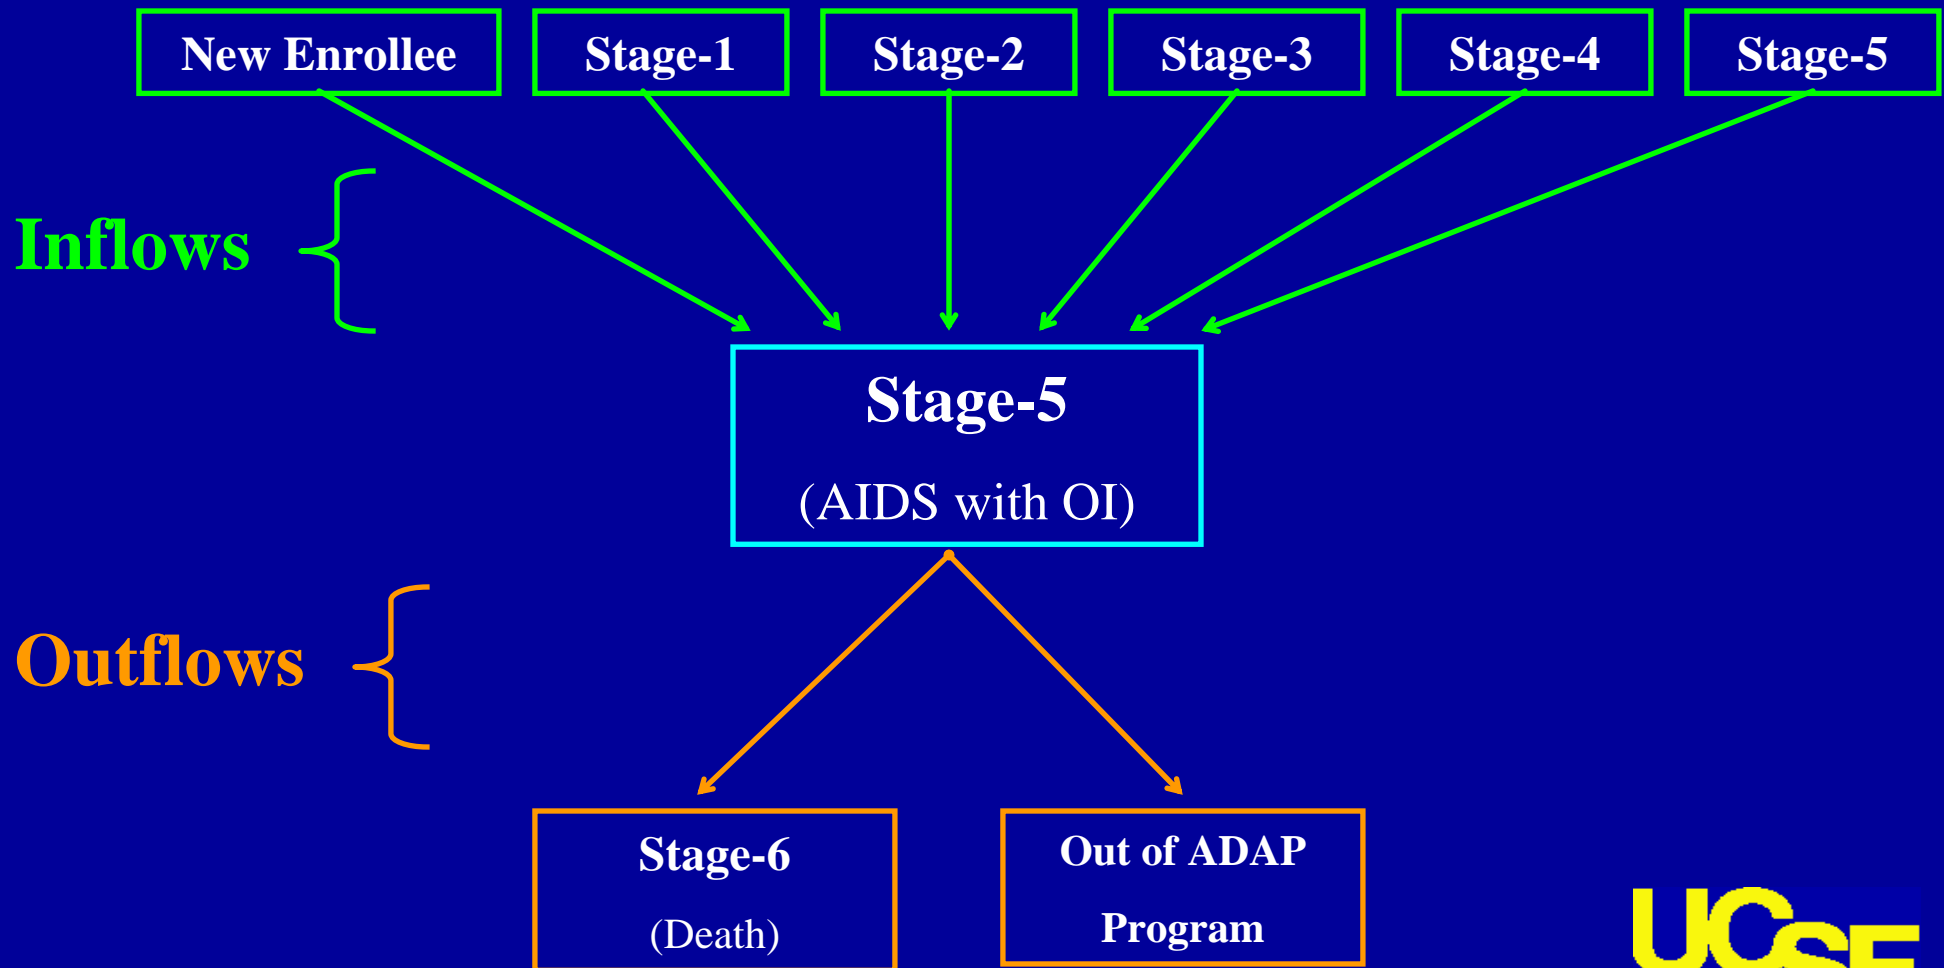 New Enrollee
Stage-1
Stage-2
Stage-3
Stage-4
Stage-5
Inflows
Stage-5
(AIDS with OI)
Outflows
Stage-6
(Death)
Out of ADAP
Program
UCSF